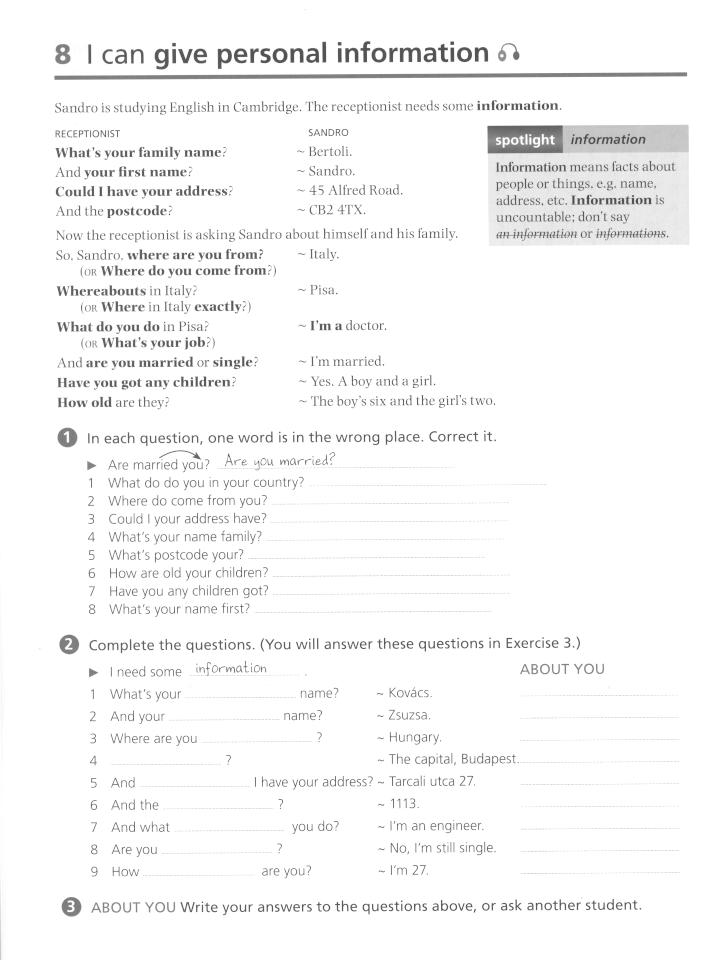 8 I can give personal information
Sandro is studying English in Cambridge. The receptionist needs some information.
RECEPTIONIST SANDRO
What's your family name? ~ Bertoli.
And your first name? ~ Sandro.
Could I have your address? ~ 45 Alfred Road.
And the postcode? ~ CB2 4TX.
spotlight information
Information means facts about
people or things. e.g. name,
address, etc. Information is
uncountable; don't say
an information or informations.
Now the receptionist is asking Sandro about himself and his family.
So, Sandro, where are you from? ~ Italy.
(OR Where do you come from?)
Whereabouts in Italy? ~ Pisa.
(OR Where in Italy exactly?)
What do you do in Pisa? ~ I'm a doctor.
(OR What's your job?)
And are you married or single? ~ I'm married.
Have you got any children? ~ Yes. A boy and a girl.
How old are they? ~ The boy's six and the girl's two.
1 In each question, one word is in the wrong place. Correct it.
► Are married you? Are you married?
1 What do do you in your country?
2 Where do come from you?
3 Could I your address have?
4 What's your name family?
5 What's postcode your?
6 How are old your children?
7 Have you any children got?
8 What's your name first?
2 Complete the questions. (You will answer these questions in Exercise 3.)
► I need some information . ABOUT YOU
1 What's your name? ~ Kovács.
2 And your name? ~ Zsuzsa.
3 Where are you ? ~ Hungary.
4 ? ~ The capital, Budapest.
5 And I have your address? ~ Tarcali utca 27.
6 And the ? ~ 1113.
7 And what you do? ~ I'm an engineer.
8 Are you ? ~ No, I'm still single.
9 How are you? ~ I'm 27.
3 ABOUT YOU Write your answers to the questions above, or ask another student.